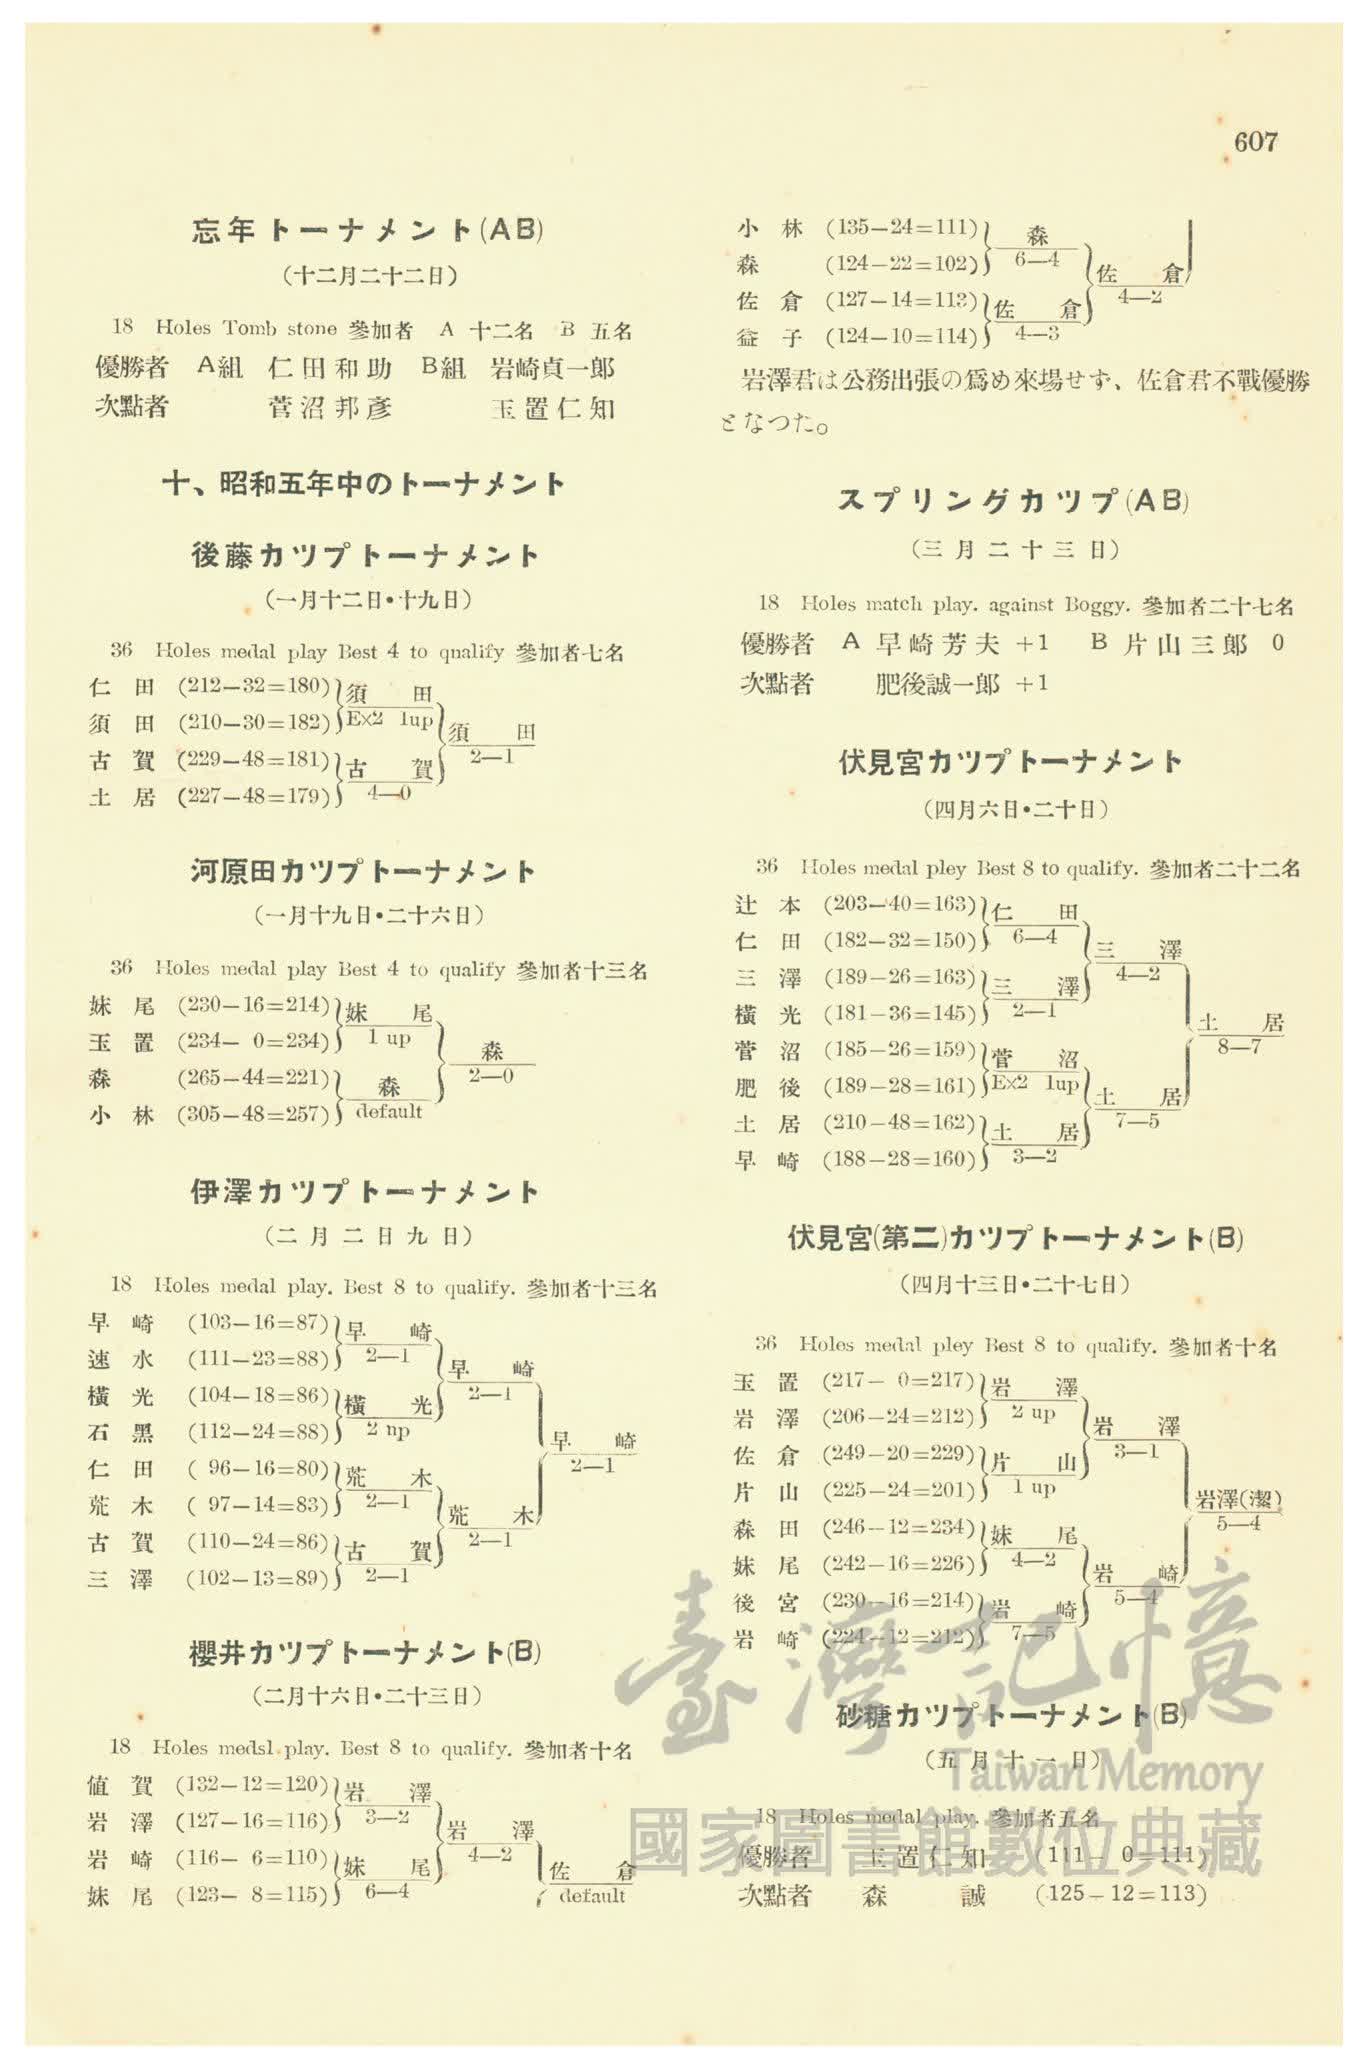 607
忘年トーナメント(AB)
(十二月二十二日)
18 Holes Tomb stone 參加者 A 十二名 B 五名
優勝者 A組 仁田和助 B組 岩崎貞一郎
次點者 菅沼邦彥 玉置仁知
十、昭和五年中のトーナメント
後藤カツプトーナメント
(一月十二日•十九日)
36 Holes medal play Best 4 to qnalify 參加者七名
仁田 (212—32=180)
須田 (210—30=182)
須田
Ex2 1up
古賀 (229—48=181)
土居 (227—48=179)
古賀
4—0
須田
2—1
河原田カツプトーナメント
(一月十九日•二十六日)
36 Holes medal play Best 4 to qualify 參加者十三名
妹尾 (230—16=214)
玉置 (234— 0=234)
妹尾
1 up
森 (265—44=221)
小林 (305—48=257)
森
default
森
2—0
伊澤カツプトーナメント
(二月二日九日)
18 Holes medal play. Best 8 to qualify. 參加者十三名
早崎 (103—16=87)
速水 (111—23=88)
早崎
2—1
橫光 (104—18=86)
石黑 (112—24=88)
橫光
2 np
早崎
2—1
仁田 ( 96—16=80)
荒木 ( 97—14=83)
荒木
2—1
古賀 (110—24=86)
三澤 (102—13=89)
古賀
2—1
荒木
2—1
早崎
2—1
櫻井カツプトーナメント(B)
(二月十六日•二十三日)
18 Holes medsl.play. Best 8 to qualify. 參加者十名
値賀 (132—12=120)
岩澤 (127—16=116)
岩澤
3—2
岩崎 (116— 6=110)
妹尾 (123— 8=115)
妹尾
6—4
岩澤
4—2
佐倉
default
小林 (135—24=111)
森 (124—22=102)
森
6—4
佐倉 (127—14=113)
益子 (124—10=114)
佐倉
4—3
佐倉
4—2
岩澤君は公務出張の爲め來場せず、佐倉君不戰優勝
となつた。
スプリングカツプ(AB)
(三月二十三日)
18 Holes match play. against Boggy. 參加者二十七名
優勝者 A 早崎芳夫 +1 B 片山三郎 0
次點者 肥後誠一郎 +1
伏見宮カツプトーナメント
(四月六日•二十日)
36 Holes medal pley Best 8 to qualify. 參加者二十二名
辻本 (203—40=163)
仁田 (182—32=150)
仁田
6—4
三澤 (189—26=163)
橫光 (181—36=145)
三澤
2—1
三澤
4—2
菅沼 (185—26=159)
肥後 (189—28=161)
菅沼
Ex2 1up
土居 (210—48=162)
早崎 (188—28=160)
土居
3—2
土居
7—5
土居
8—7
伏見宮(第二)カツプトーナメント(B)
(四月十三日•二十七日)
36 Holes medal pley Best 8 to qualify. 參加者十名
玉置 (217— 0=217)
岩澤 (206—24=212)
岩澤
2 up
佐倉 (249—20=229)
片山 (225—24=201)
片山
1 up
岩澤
3—1
森田 (246—12=234)
妹尾 (242—16=226)
妹尾
4—2
後宮 (230—16=214)
岩崎 (224—12=212)
岩崎
7—5
岩崎
5—4
岩澤(潔)
5—4
砂糖カツプトーナメント(B)
(五月十一日)
18 Holes medal play. 參加者五名
優勝者 玉置仁知 (111— 0=111)
次點者 森誠 (125—12=113)
臺灣記憶
Taiwan Memory
國家圖書館數位典藏